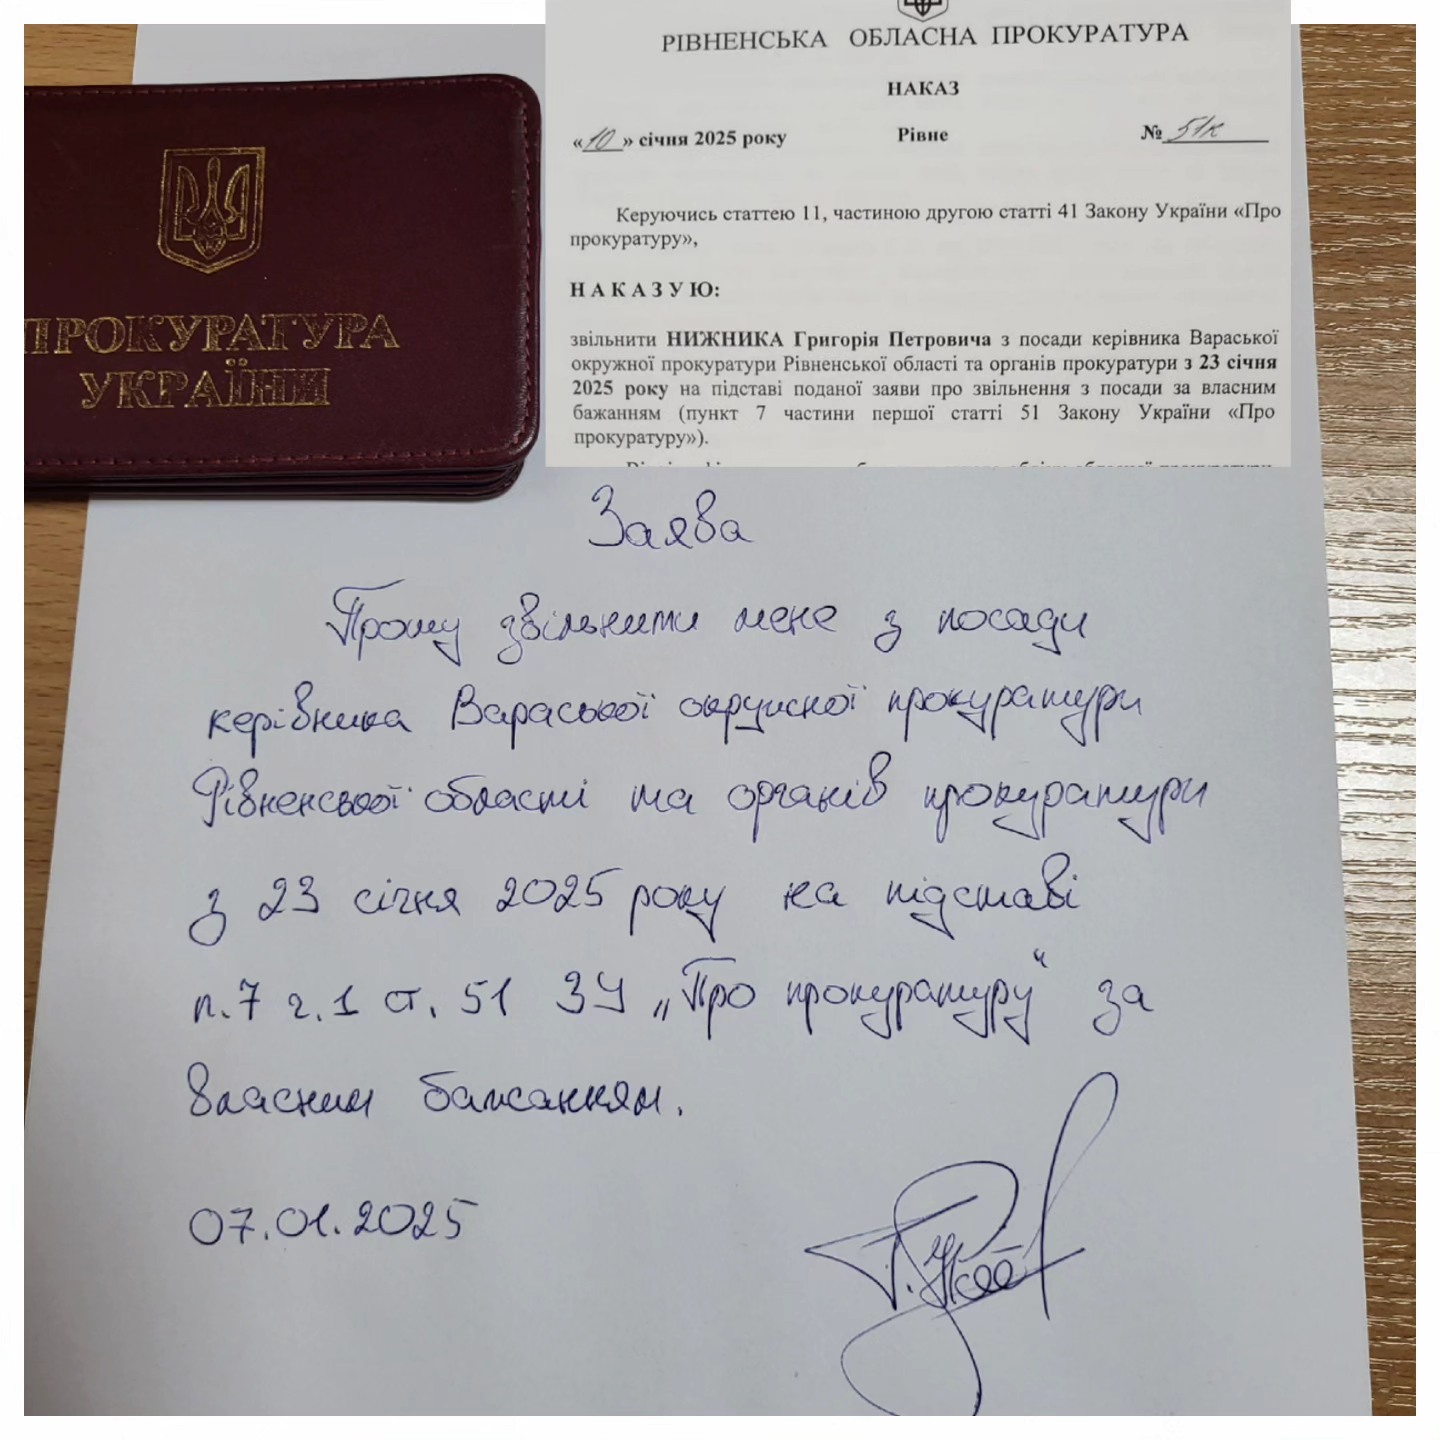 ПРОКУРАТУРА
УКРАЇНИ
РІВНЕНСЬКА ОБЛАСНА ПРОКУРАТУРА
НАКАЗ
«10» січня 2025 року Рівне № 51к
Керуючись статтею 11, частиною другою статті 41 Закону України «Про
прокуратуру»,
Н А К А З У Ю:
звільнити НИЖНИКА Григорія Петровича з посади керівника Вараської
окружної прокуратури Рівненської області та органів прокуратури з 23 січня
2025 року на підставі поданої заяви про звільнення з посади за власним
бажанням (пункт 7 частини першої статті 51 Закону України «Про
прокуратуру»).
Заява
Прошу звільнити мене з посади
керівника Вараської окружної прокуратури
Рівненської області та органів прокуратури
з 23 січня 2025 року на підставі
п.7 ч.1 ст. 51 ЗУ „Про прокуратуру“ за
власним бажанням.
07.01.2025